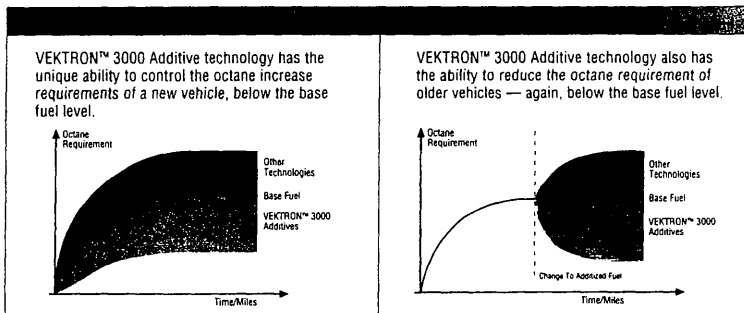 VEKTRON™ 3000 Additive technology has the
unique ability to control the octane increase
requirements of a new vehicle, below the base
fuel level.
Octane
Requirement
Other
Technologies
Base Fuel
VEKTRON™ 3000
Additives
Time/Miles
VEKTRON™ 3000 Additive technology also has
the ability to reduce the octane requirement of
older vehicles — again, below the base fuel level.
Octane
Requirement
Other
Technologies
Base Fuel
VEKTRON™ 3000
Additives
Change To Additized Fuel
Time/Miles